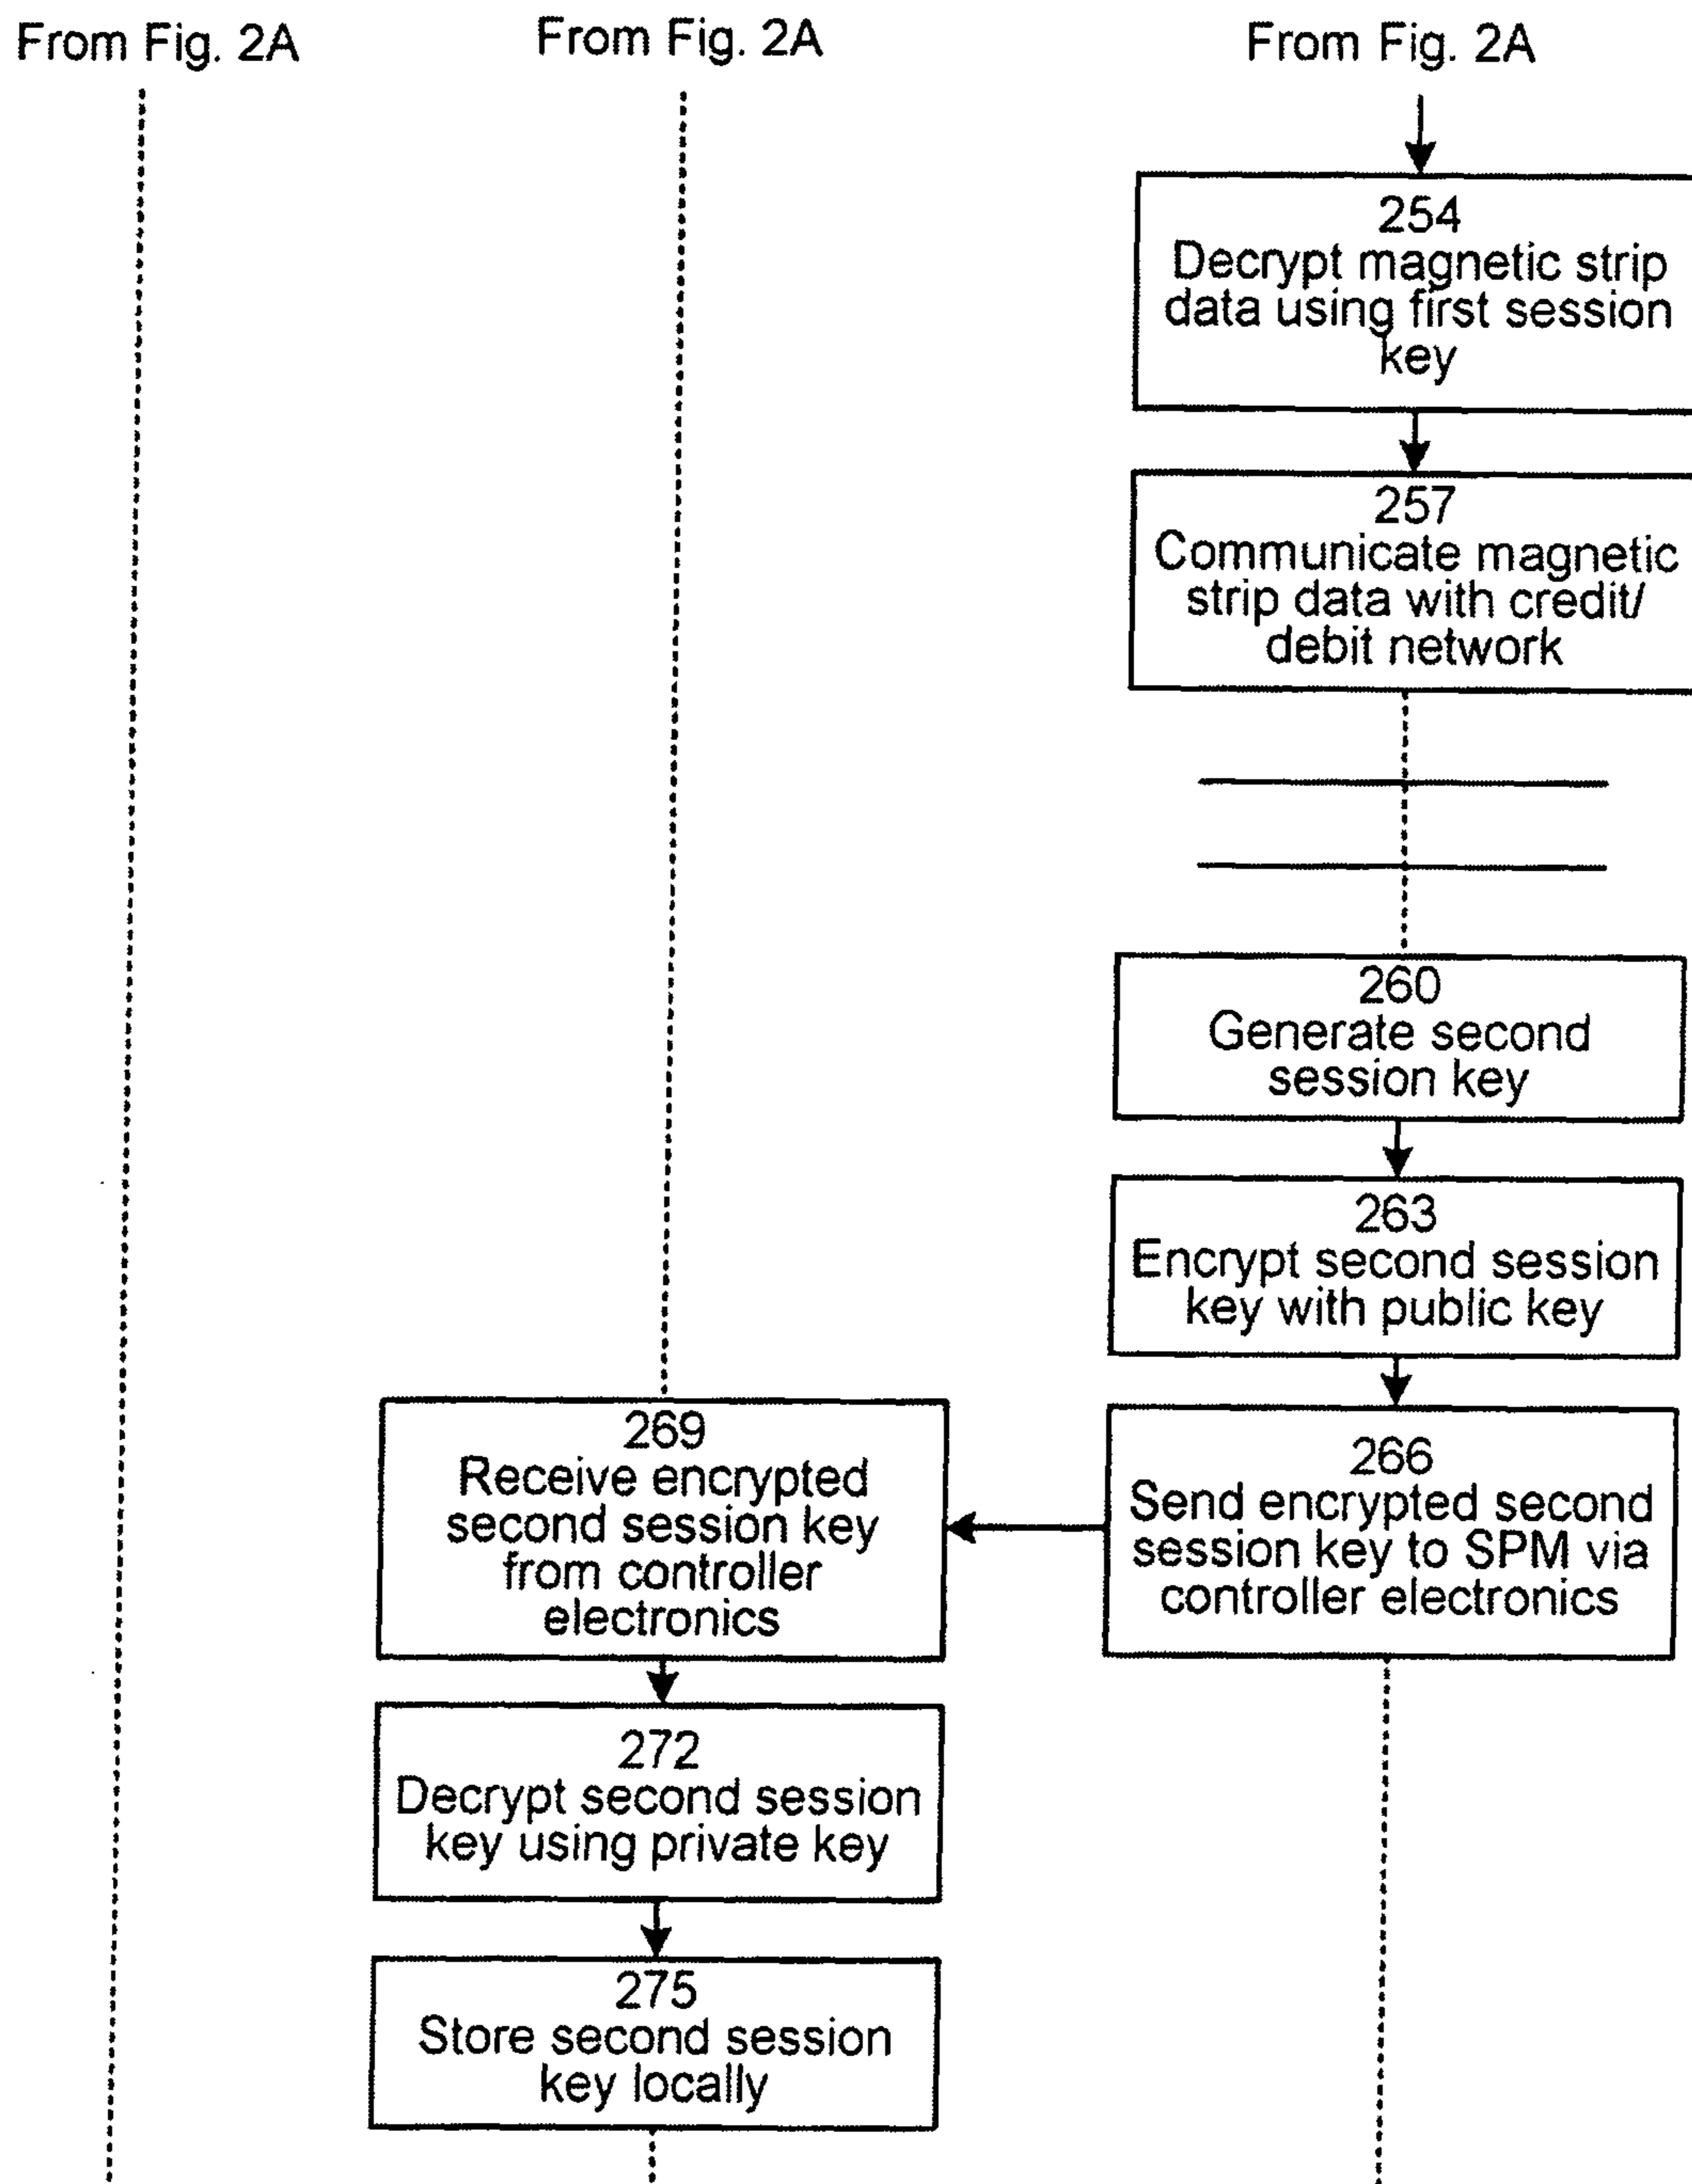 From Fig. 2A
From Fig. 2A
From Fig. 2A
254
Decrypt magnetic strip
data using first session
key
257
Communicate magnetic
strip data with credit/
debit network
260
Generate second
session key
263
Encrypt second session
key with public key
266
Send encrypted second
session key to SPM via
controller electronics
269
Receive encrypted
second session key
from controller
electronics
272
Decrypt second session
key using private key
275
Store second session
key locally